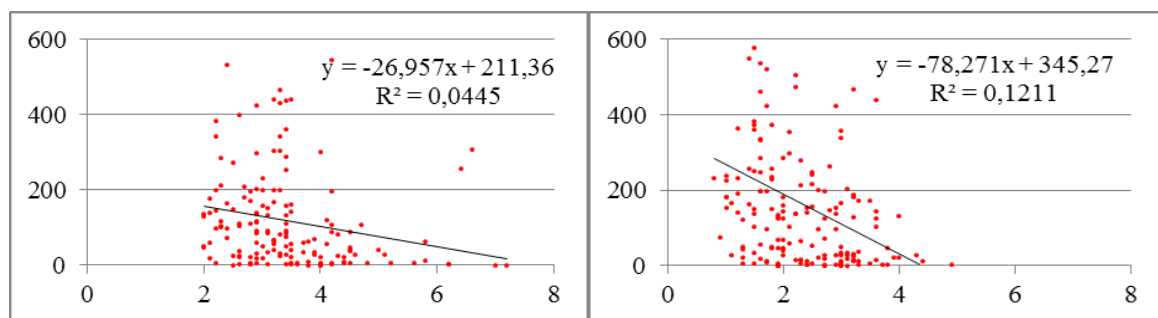 600
400
200
0
0 2 4 6 8
y = -26,957x + 211,36
R² = 0,0445
600
400
200
0
0 2 4 6 8
y = -78,271x + 345,27
R² = 0,1211